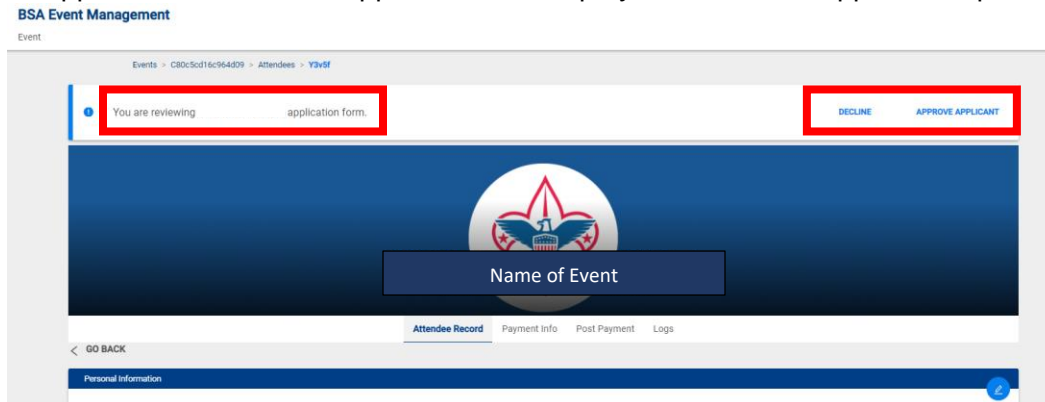 BSA Event Management
Event
Events > C80c5cd16c964d09 > Attendees > Y3v5f
You are reviewing application form.
DECLINE APPROVE APPLICANT
Name of Event
Attendee Record Payment Info Post Payment Logs
< GO BACK
Personal Information